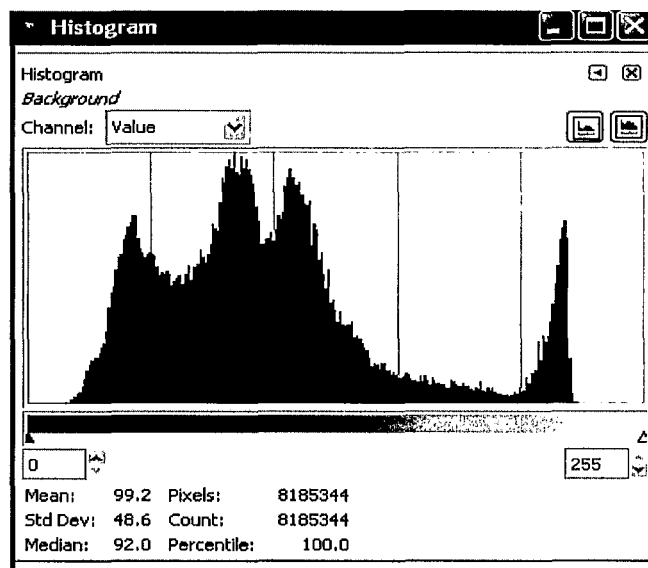 Histogram
Histogram
Background
Channel: Value
0 255
Mean: 99.2 Pixels: 8185344
Std Dev: 48.6 Count: 8185344
Median: 92.0 Percentile: 100.0